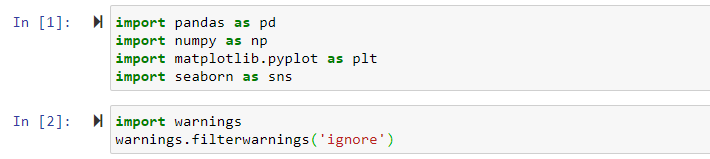 In [1]: import pandas as pd
import numpy as np
import matplotlib.pyplot as plt
import seaborn as sns
In [2]: import warnings
warnings.filterwarnings('ignore')